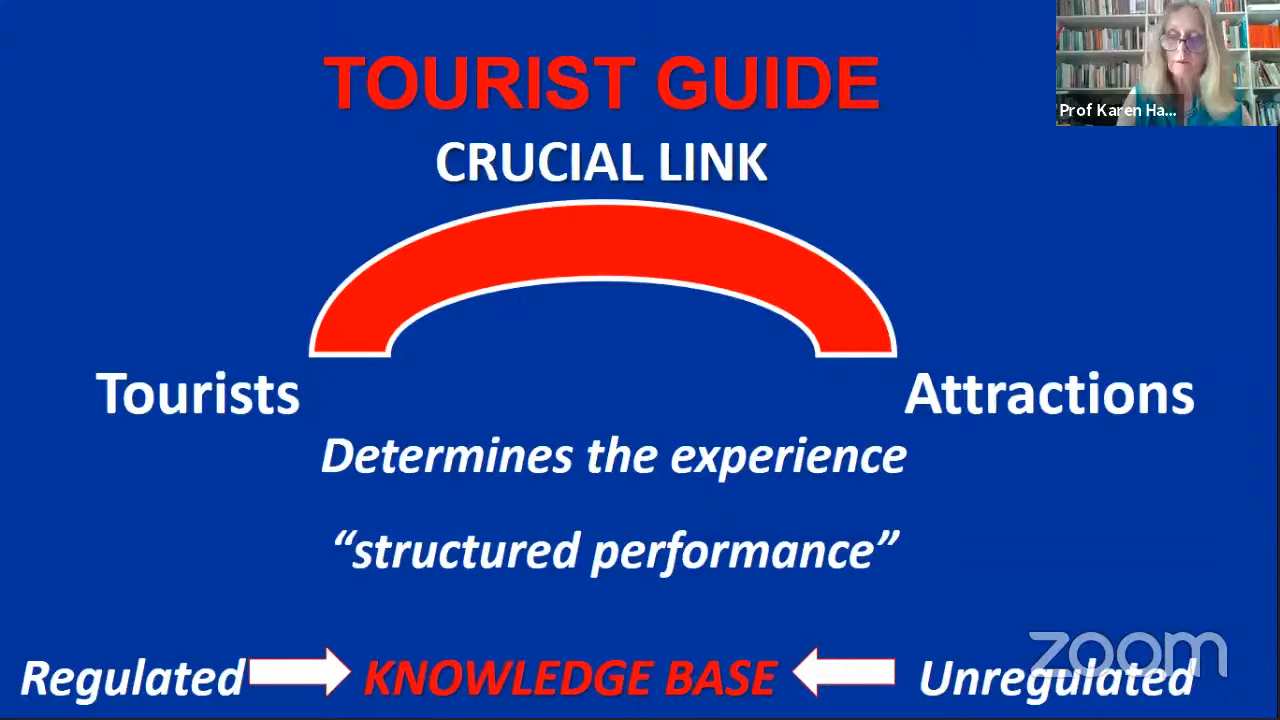 TOURIST GUIDE
Prof Karen Ha...
CRUCIAL LINK
Tourists
Attractions
Determines the experience
“structured performance”
zoom
Regulated KNOWLEDGE BASE Unregulated